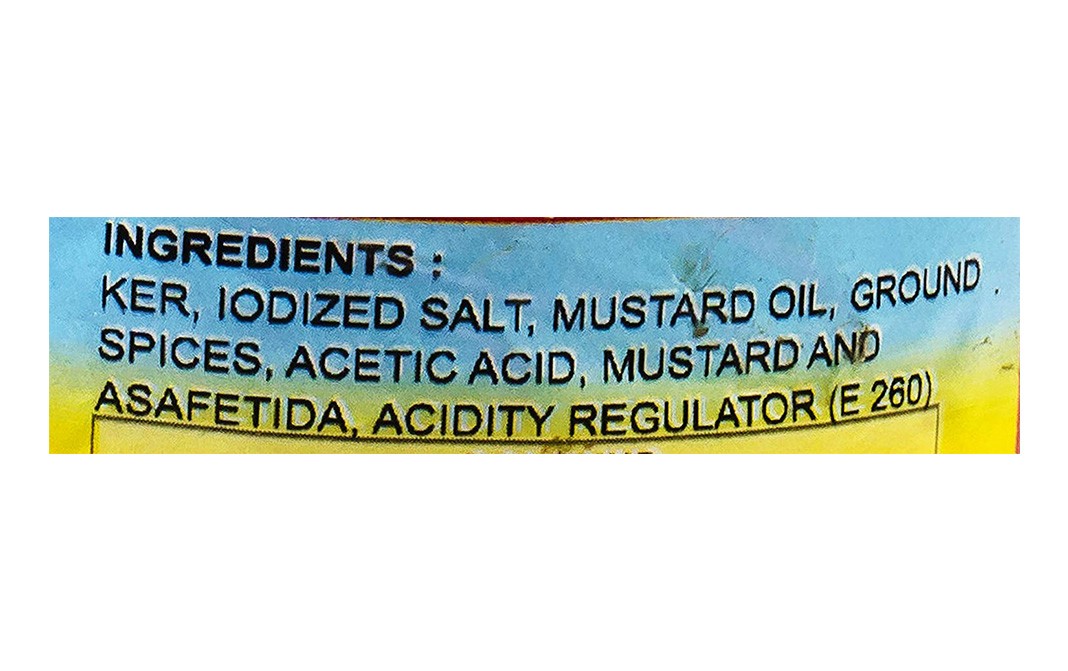 INGREDIENTS :
KER, IODIZED SALT, MUSTARD OIL, GROUND
SPICES, ACETIC ACID, MUSTARD AND
ASAFETIDA, ACIDITY REGULATOR (E 260)